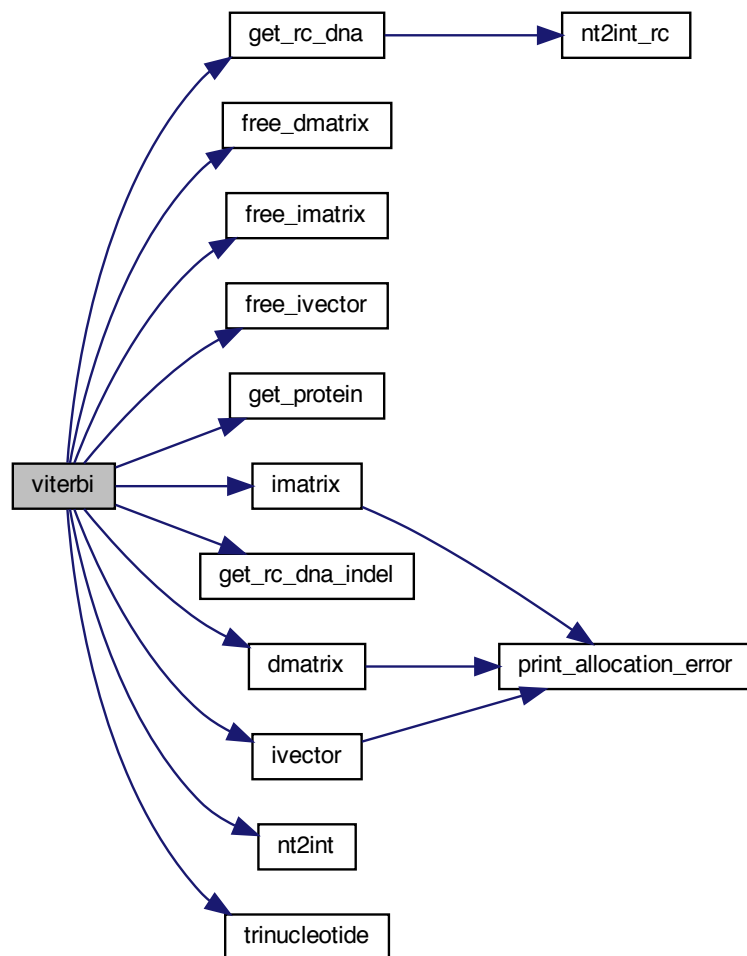 get_rc_dna
nt2int_rc
free_dmatrix
free_imatrix
free_ivector
get_protein
viterbi
imatrix
get_rc_dna_indel
dmatrix
print_allocation_error
ivector
nt2int
trinucleotide